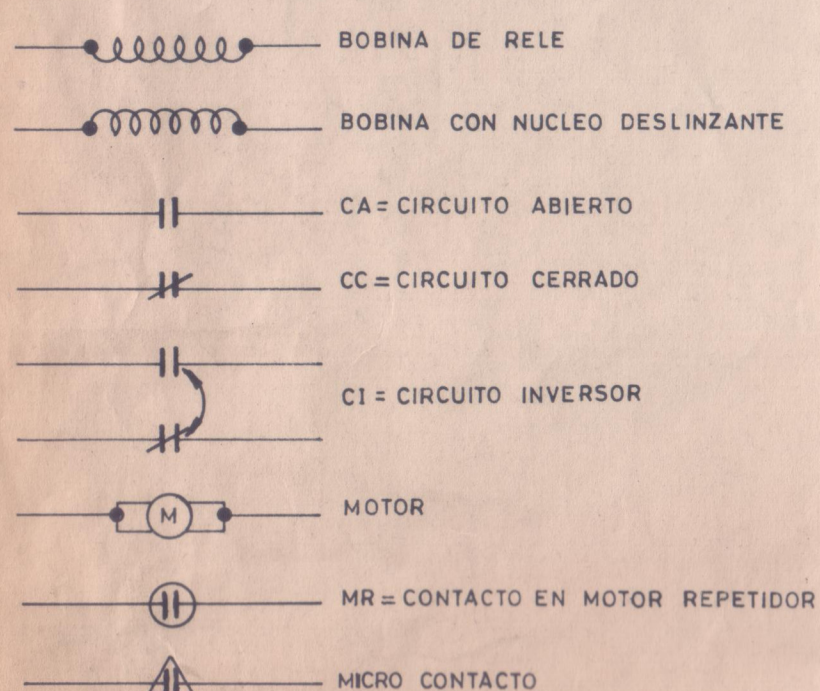 BOBINA DE RELE
BOBINA CON NUCLEO DESLINZANTE
CA = CIRCUITO ABIERTO
CC = CIRCUITO CERRADO
CI = CIRCUITO INVERSOR
M MOTOR
MR = CONTACTO EN MOTOR REPETIDOR
MICRO CONTACTO